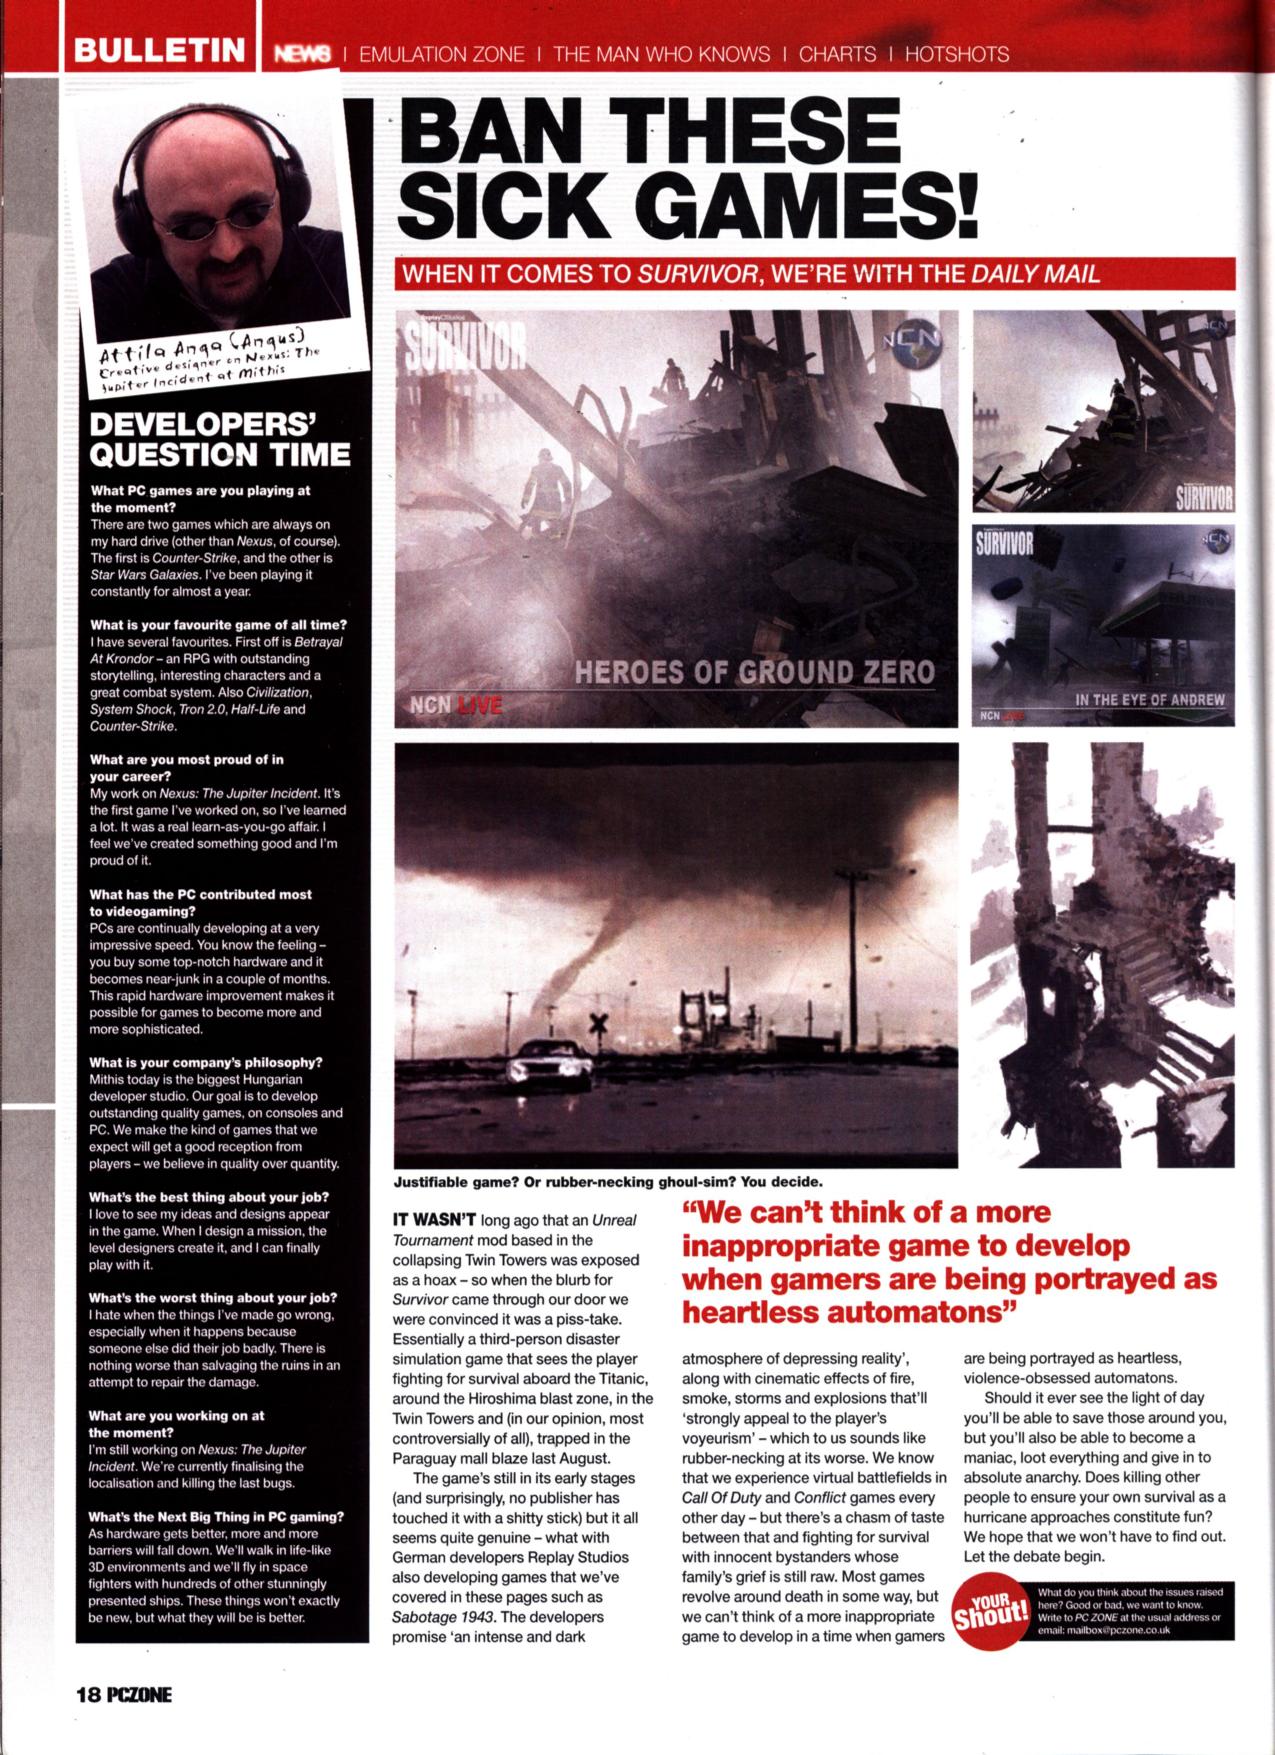 BULLETIN
NEWS | EMULATION ZONE | THE MAN WHO KNOWS | CHARTS | HOTSHOTS
Attila Anga (Angus)
Creative designer on Nexus: The
Jupiter Incident at Mithis
DEVELOPERS'
QUESTION TIME
What PC games are you playing at
the moment?
There are two games which are always on
my hard drive (other than Nexus, of course).
The first is Counter-Strike, and the other is
Star Wars Galaxies. I've been playing it
constantly for almost a year.
What is your favourite game of all time?
I have several favourites. First off is Betrayal
At Krondor – an RPG with outstanding
storytelling, interesting characters and a
great combat system. Also Civilization,
System Shock, Tron 2.0, Half-Life and
Counter-Strike.
What are you most proud of in
your career?
My work on Nexus: The Jupiter Incident. It's
the first game I've worked on, so I've learned
a lot. It was a real learn-as-you-go affair. I
feel we've created something good and I'm
proud of it.
What has the PC contributed most
to videogaming?
PCs are continually developing at a very
impressive speed. You know the feeling –
you buy some top-notch hardware and it
becomes near-junk in a couple of months.
This rapid hardware improvement makes it
possible for games to become more and
more sophisticated.
What is your company's philosophy?
Mithis today is the biggest Hungarian
developer studio. Our goal is to develop
outstanding quality games, on consoles and
PC. We make the kind of games that we
expect will get a good reception from
players – we believe in quality over quantity.
What's the best thing about your job?
I love to see my ideas and designs appear
in the game. When I design a mission, the
level designers create it, and I can finally
play with it.
What's the worst thing about your job?
I hate when the things I've made go wrong,
especially when it happens because
someone else did their job badly. There is
nothing worse than salvaging the ruins in an
attempt to repair the damage.
What are you working on at
the moment?
I'm still working on Nexus: The Jupiter
Incident. We're currently finalising the
localisation and killing the last bugs.
What's the Next Big Thing in PC gaming?
As hardware gets better, more and more
barriers will fall down. We'll walk in life-like
3D environments and we'll fly in space
fighters with hundreds of other stunningly
presented ships. These things won't exactly
be new, but what they will be is better.
BAN THESE
SICK GAMES!
WHEN IT COMES TO SURVIVOR, WE'RE WITH THE DAILY MAIL
SURVIVOR
NCN
HEROES OF GROUND ZERO
NCN LIVE
NCN
SURVIVOR
SURVIVOR
NCN
IN THE EYE OF ANDREW
NCN LIVE
Justifiable game? Or rubber-necking ghoul-sim? You decide.
IT WASN'T long ago that an Unreal
Tournament mod based in the
collapsing Twin Towers was exposed
as a hoax – so when the blurb for
Survivor came through our door we
were convinced it was a piss-take.
Essentially a third-person disaster
simulation game that sees the player
fighting for survival aboard the Titanic,
around the Hiroshima blast zone, in the
Twin Towers and (in our opinion, most
controversially of all), trapped in the
Paraguay mall blaze last August.
The game's still in its early stages
(and surprisingly, no publisher has
touched it with a shitty stick) but it all
seems quite genuine – what with
German developers Replay Studios
also developing games that we've
covered in these pages such as
Sabotage 1943. The developers
promise 'an intense and dark
"We can't think of a more
inappropriate game to develop
when gamers are being portrayed as
heartless automatons"
atmosphere of depressing reality',
along with cinematic effects of fire,
smoke, storms and explosions that'll
'strongly appeal to the player's
voyeurism' – which to us sounds like
rubber-necking at its worse. We know
that we experience virtual battlefields in
Call Of Duty and Conflict games every
other day – but there's a chasm of taste
between that and fighting for survival
with innocent bystanders whose
family's grief is still raw. Most games
revolve around death in some way, but
we can't think of a more inappropriate
game to develop in a time when gamers
are being portrayed as heartless,
violence-obsessed automatons.
Should it ever see the light of day
you'll be able to save those around you,
but you'll also be able to become a
maniac, loot everything and give in to
absolute anarchy. Does killing other
people to ensure your own survival as a
hurricane approaches constitute fun?
We hope that we won't have to find out.
Let the debate begin.
YOUR
Shout!
What do you think about the issues raised
here? Good or bad, we want to know.
Write to PC ZONE at the usual address or
email: mailbox@pczone.co.uk
18 PCZONE